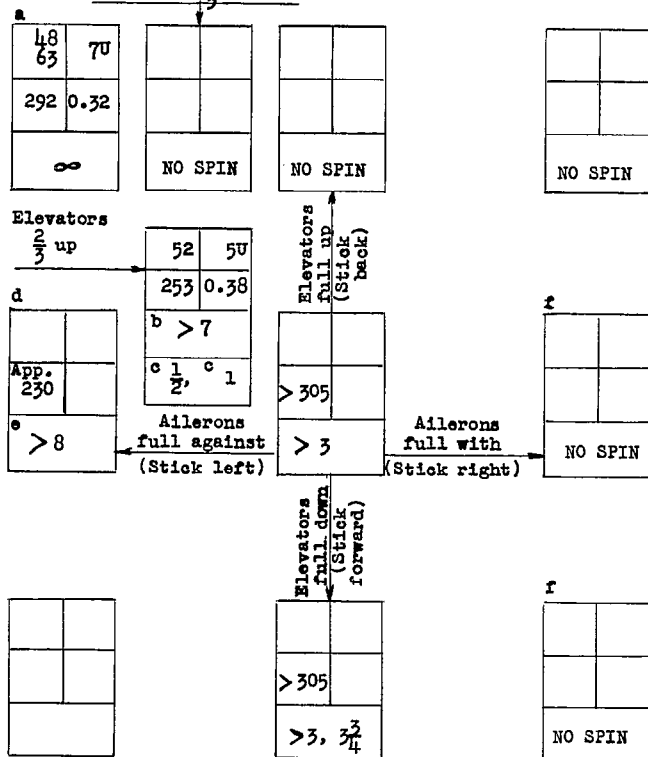 a
48
63
7U
292
0.32
∞
NO SPIN
NO SPIN
NO SPIN
Elevators
2/3 up
52
5U
253
0.38
b > 7
c 1/2, c 1
Elevators
full up
(Stick
back)
d
App.
230
e
> 8
Ailerons
full against
(Stick left)
> 305
> 3
Ailerons
full with
(Stick right)
f
NO SPIN
Elevators
full down
(Stick
forward)
> 305
> 3, 3 3/4
f
NO SPIN